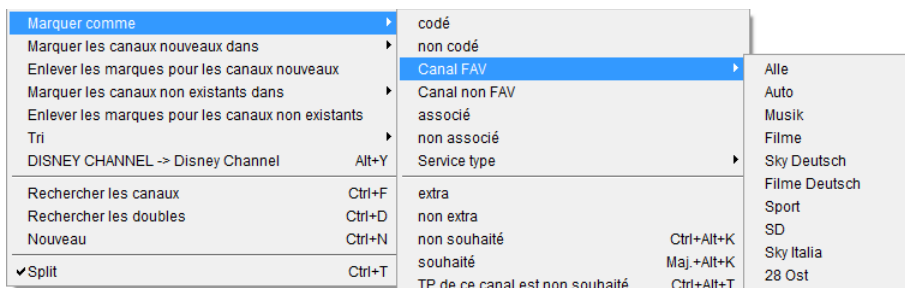 Marquer comme
Marquer les canaux nouveaux dans
Enlever les marques pour les canaux nouveaux
Marquer les canaux non existants dans
Enlever les marques pour les canaux non existants
Tri
DISNEY CHANNEL -> Disney Channel Alt+Y
Rechercher les canaux Ctrl+F
Rechercher les doubles Ctrl+D
Nouveau Ctrl+N
Split Ctrl+T
codé
non codé
Canal FAV
Canal non FAV
associé
non associé
Service type
extra
non extra
non souhaité Ctrl+Alt+K
souhaité Maj.+Alt+K
TP de ce canal est non souhaité Ctrl+Alt+T
Alle
Auto
Musik
Filme
Sky Deutsch
Filme Deutsch
Sport
SD
Sky Italia
28 Ost